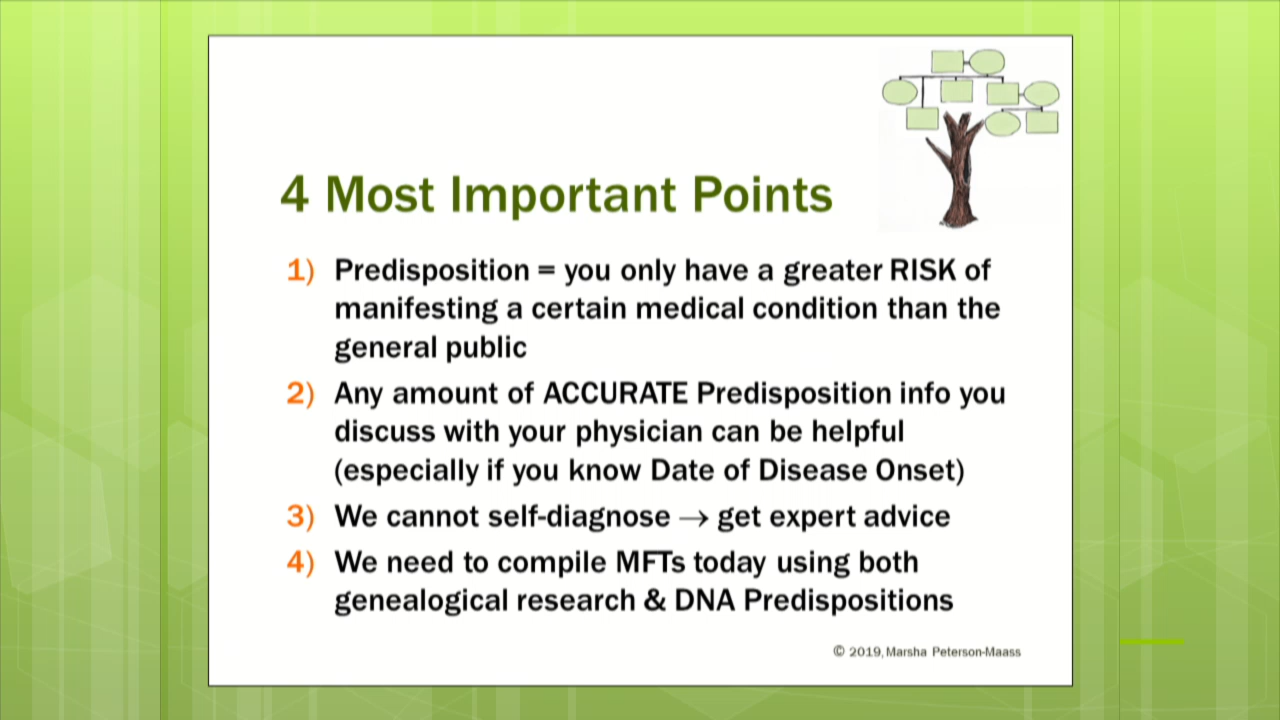 4 Most Important Points
1) Predisposition = you only have a greater RISK of
manifesting a certain medical condition than the
general public
2) Any amount of ACCURATE Predisposition info you
discuss with your physician can be helpful
(especially if you know Date of Disease Onset)
3) We cannot self-diagnose → get expert advice
4) We need to compile MFTs today using both
genealogical research & DNA Predispositions
© 2019, Marsha Peterson-Maass